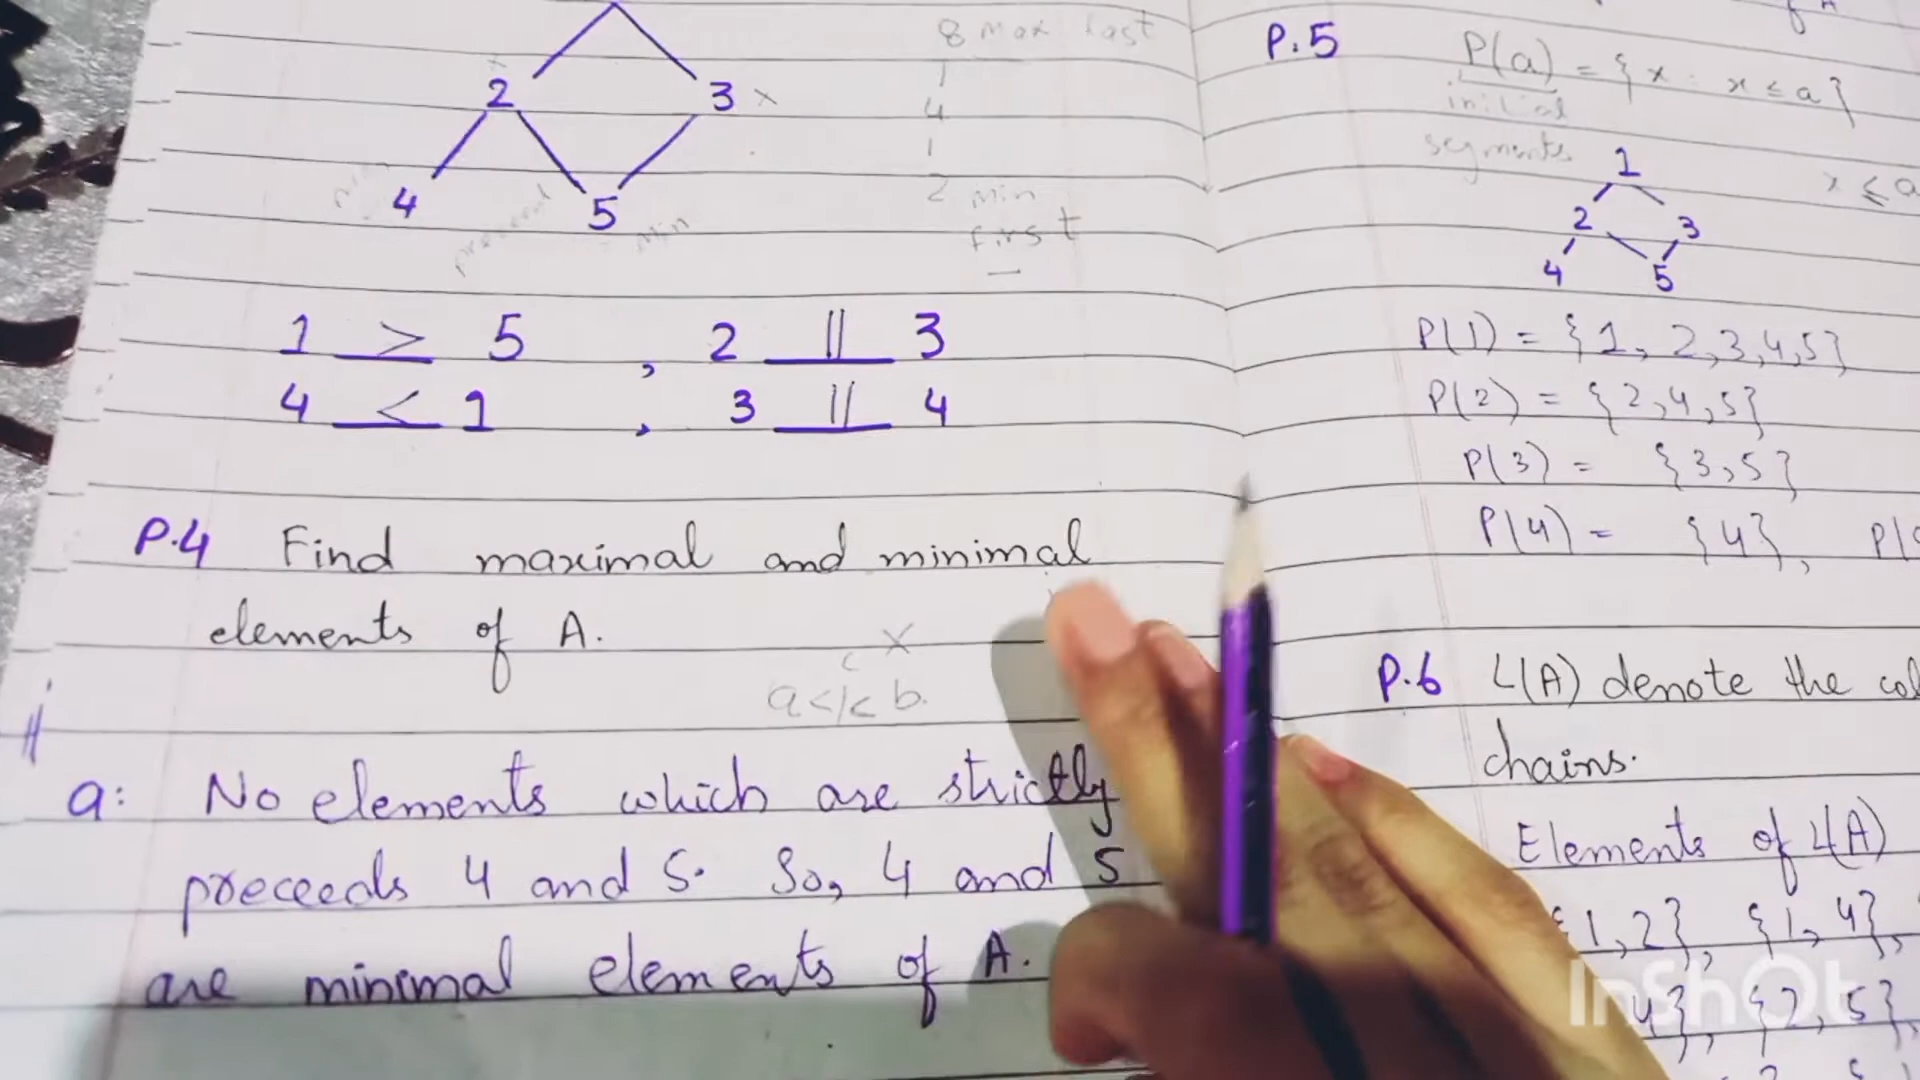 8 max last
2 3 x
4
4 5
2 min
min
first
1 > 5 , 2 || 3
4 < 1 , 3 || 4
P.4 Find maximal and minimal
elements of A.
x
a</< b.
a: No elements which are strictly
preceeds 4 and 5. So, 4 and 5
are minimal elements of A.
P.5 P(a) = { x : x ≤ a}
initial
segments
1
x ≤ a
2 3
4 5
P(1) = {1, 2, 3, 4, 5}
P(2) = {2, 4, 5}
P(3) = {3, 5}
P(4) = {4},
P.6 L(A) denote the
chains.
Elements of L(A)
{1, 2}, {1, 4},
4}, {2, 5},
InShOt